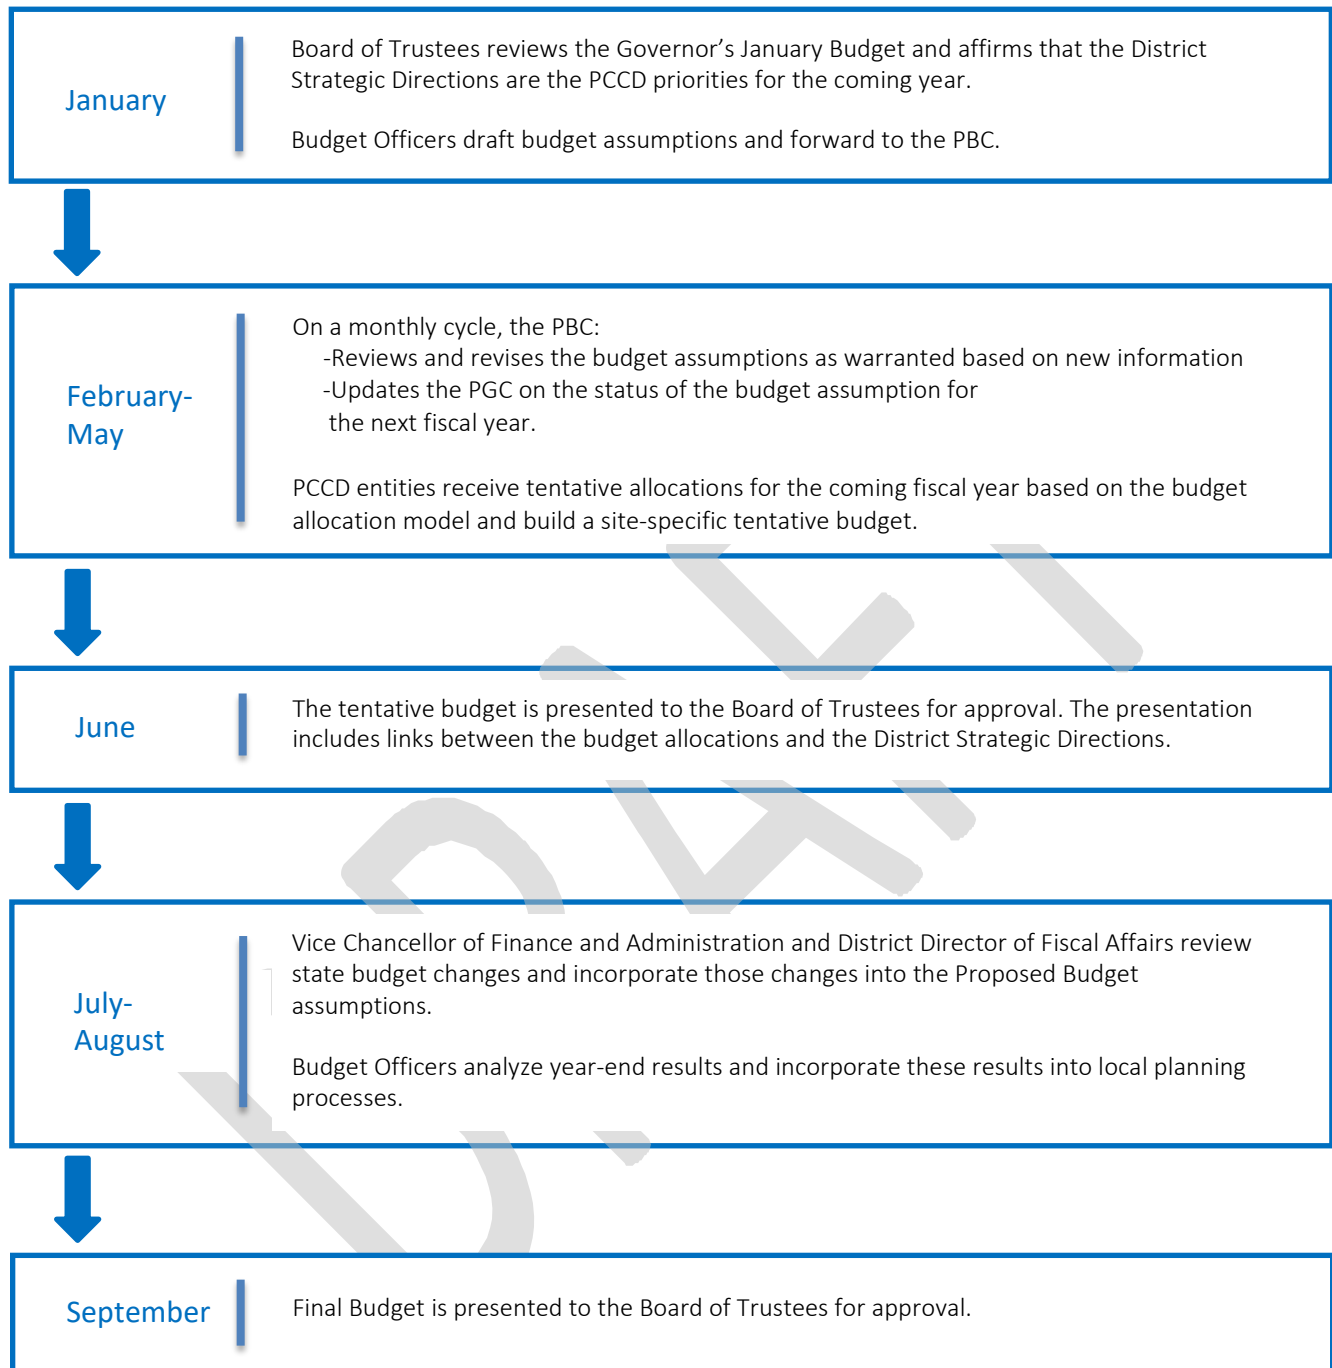 January
Board of Trustees reviews the Governor’s January Budget and affirms that the District
Strategic Directions are the PCCD priorities for the coming year.
Budget Officers draft budget assumptions and forward to the PBC.
February-
May
On a monthly cycle, the PBC:
-Reviews and revises the budget assumptions as warranted based on new information
-Updates the PGC on the status of the budget assumption for
the next fiscal year.
PCCD entities receive tentative allocations for the coming fiscal year based on the budget
allocation model and build a site-specific tentative budget.
June
The tentative budget is presented to the Board of Trustees for approval. The presentation
includes links between the budget allocations and the District Strategic Directions.
July-
August
Vice Chancellor of Finance and Administration and District Director of Fiscal Affairs review
state budget changes and incorporate those changes into the Proposed Budget
assumptions.
Budget Officers analyze year-end results and incorporate these results into local planning
processes.
September
Final Budget is presented to the Board of Trustees for approval.
DRAFT